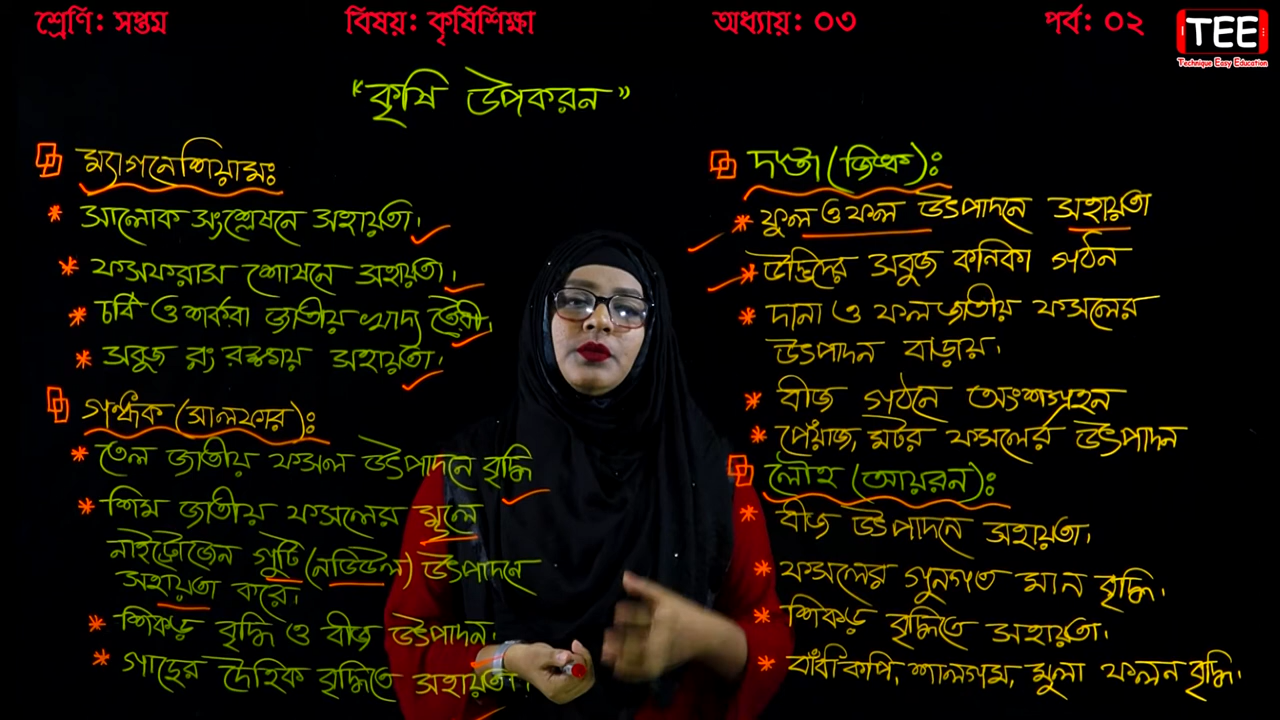 শ্রেণি: সপ্তম
বিষয়: কৃষিশিক্ষা
অধ্যায়: ০৩
পর্ব: ০২
TEE
Technique Easy Education
"কৃষি উপকরন"
ম্যাগনেশিয়ামঃ
* সালোক সংশ্লেষনে সহায়তা।
* ফসফরাস শোষনে সহায়তা।
* চর্বি ও শর্করা জাতীয় খাদ্য তৈরী।
* সবুজ রং রক্ষায় সহায়তা।
গন্ধক (সালফার)ঃ
* তেল জাতীয় ফসল উৎপাদনে বৃদ্ধি
* শিম জাতীয় ফসলের মূলে
নাইট্রোজেন গুটি (নডিউল) উৎপাদনে
সহায়তা করে।
* শিকড় বৃদ্ধি ও বীজ উৎপাদন।
* গাছের দৈহিক বৃদ্ধিতে সহায়তা।
দস্তা (জিংক)ঃ
* ফুল ও ফল উৎপাদনে সহায়তা
* উদ্ভিদের সবুজ কনিকা গঠন
* দানা ও ফল জাতীয় ফসলের
উৎপাদন বাড়ায়।
* বীজ গঠনে অংশগ্রহন
* পেঁয়াজ, মটর ফসলের উৎপাদন
লৌহ (আয়রন)ঃ
* বীজ উৎপাদনে সহায়তা।
* ফসলের গুনগত মান বৃদ্ধি।
* শিকড় বৃদ্ধিতে সহায়তা।
* বাঁধাকপি, শালগম, মুলা ফলন বৃদ্ধি।